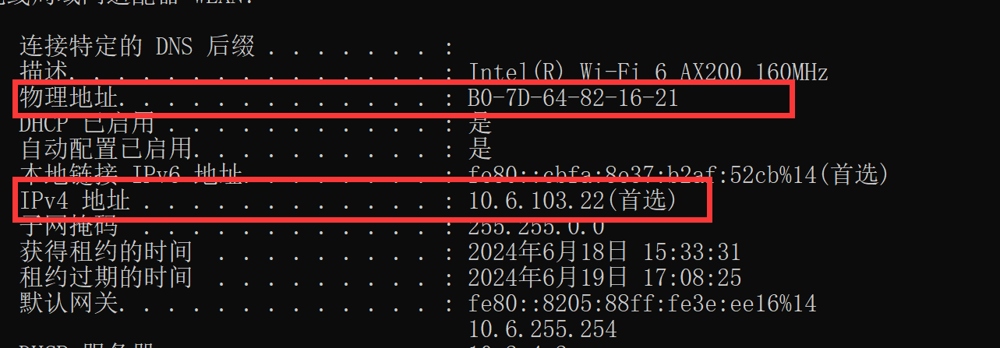 无线局域网适配器 WLAN:
连接特定的 DNS 后缀 . . . . . . . :
描述. . . . . . . . . . . . . . . : Intel(R) Wi-Fi 6 AX200 160MHz
物理地址. . . . . . . . . . . . . : B0-7D-64-82-16-21
DHCP 已启用 . . . . . . . . . . . : 是
自动配置已启用. . . . . . . . . . : 是
本地链接 IPv6 地址. . . . . . . . : fe80::cbfa:8c37:b2af:52cb%14(首选)
IPv4 地址 . . . . . . . . . . . . : 10.6.103.22(首选)
子网掩码  . . . . . . . . . . . . : 255.255.0.0
获得租约的时间  . . . . . . . . . : 2024年6月18日 15:33:31
租约过期的时间  . . . . . . . . . : 2024年6月19日 17:08:25
默认网关. . . . . . . . . . . . . : fe80::8205:88ff:fe3e:ee16%14
10.6.255.254
DHCP 服务器